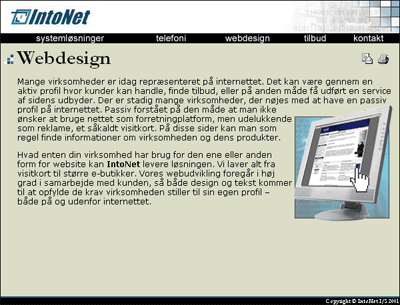 IntoNet
systemløsninger telefoni webdesign tilbud kontakt
Webdesign
Mange virksomheder er idag repræsenteret på internettet. Det kan være gennem en
aktiv profil hvor kunder kan handle, finde tilbud, eller på anden måde få udført en service
af sidens udbyder. Der er stadig mange virksomheder, der nøjes med at have en passiv
profil på internettet. Passiv forstået på den måde at man ikke
ønsker at bruge nettet som forretningplatform, men udelukkende
som reklame, et såkaldt visitkort. På disse sider kan man som
regel finde informationer om virksomheden og dens produkter.
Hvad enten din virksomhed har brug for den ene eller anden
form for website kan IntoNet levere løsningen. Vi laver alt fra
visitkort til større e-butikker. Vores webudvikling foregår i høj
grad i samarbejde med kunden, så både design og tekst kommer
til at opfylde de krav virksomheden stiller til sin egen profil –
både på og udenfor internettet.
Copyright © IntoNet I/S 2001